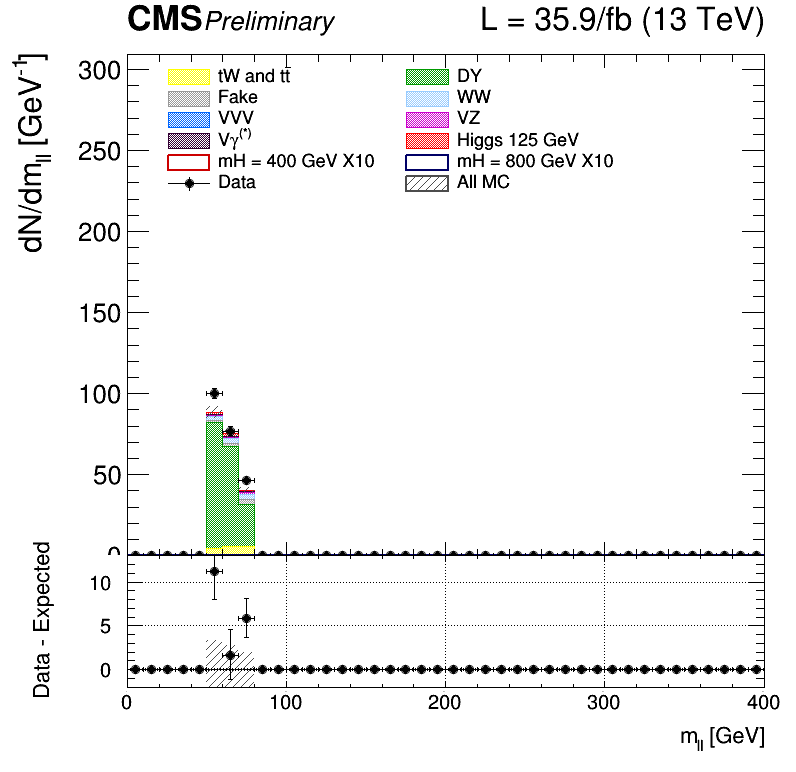 CMS Preliminary L = 35.9/fb (13 TeV)
dN/dm_ll [GeV^-1]
300
250
200
150
100
50
0
tW and tt̄
DY
Fake
WW
VVV
VZ
Vγ^(*)
Higgs 125 GeV
mH = 400 GeV X10
mH = 800 GeV X10
Data
All MC
Data - Expected
10
5
0
0 100 200 300 400
m_ll [GeV]